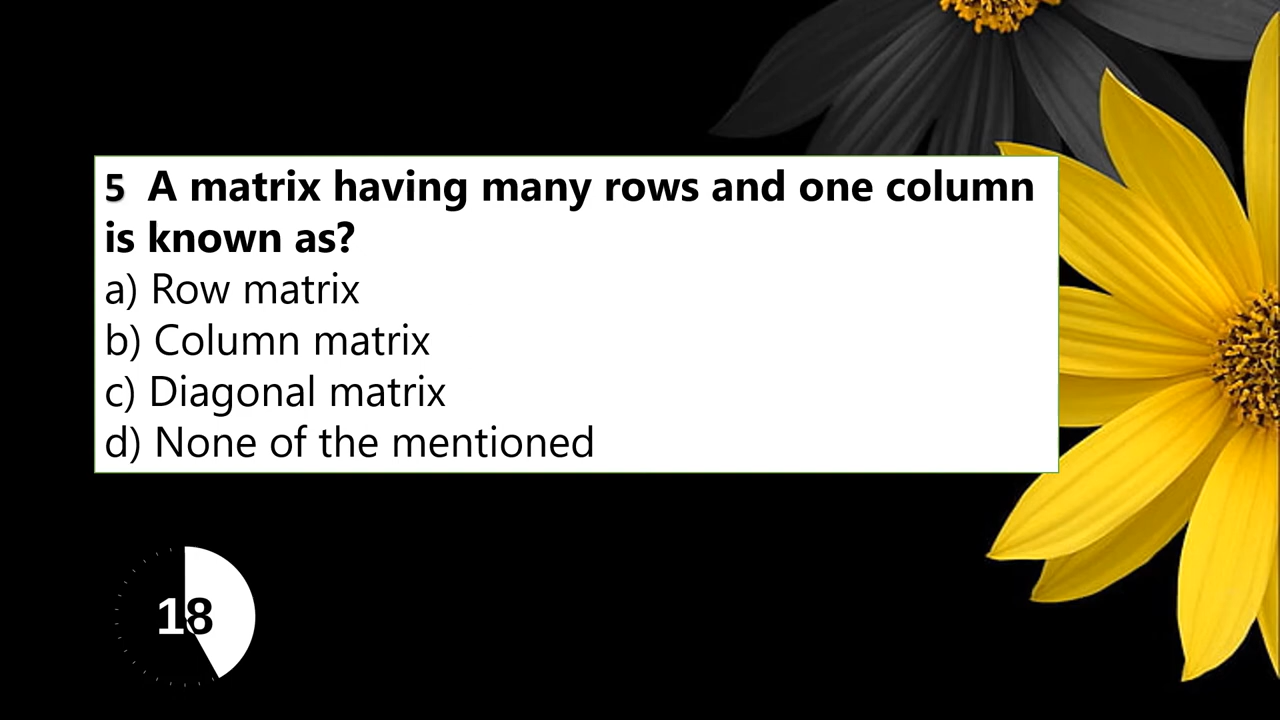 5 A matrix having many rows and one column
is known as?
a) Row matrix
b) Column matrix
c) Diagonal matrix
d) None of the mentioned
18